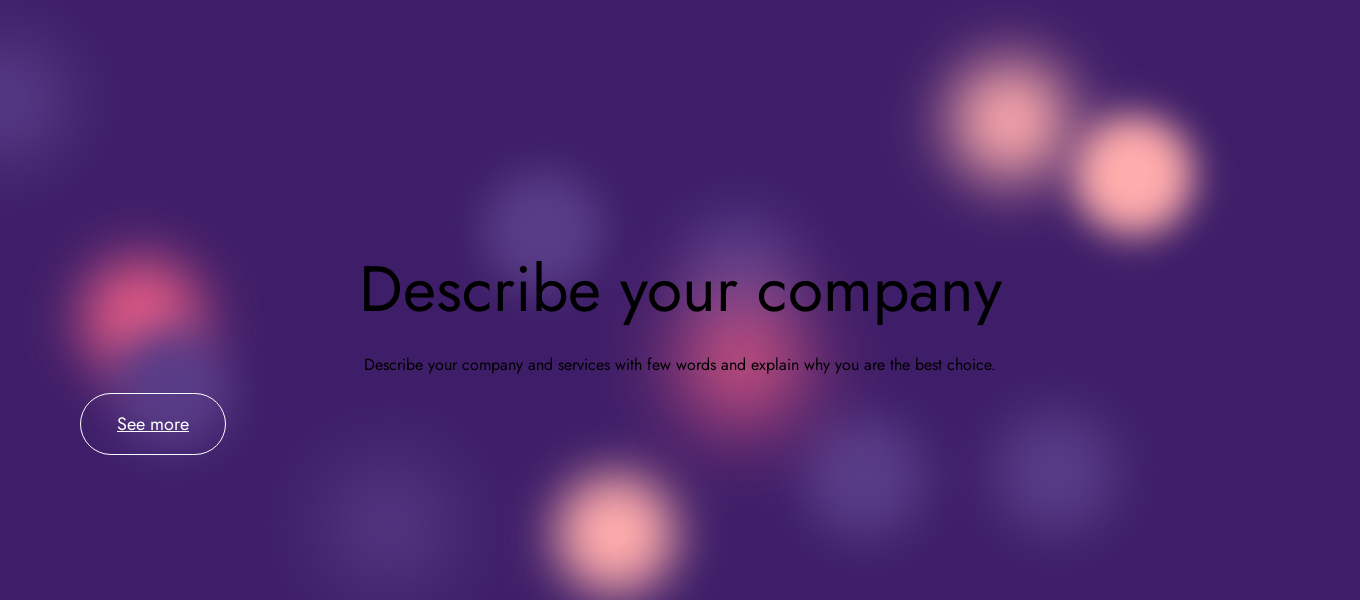 Describe your company
Describe your company and services with few words and explain why you are the best choice.
See more